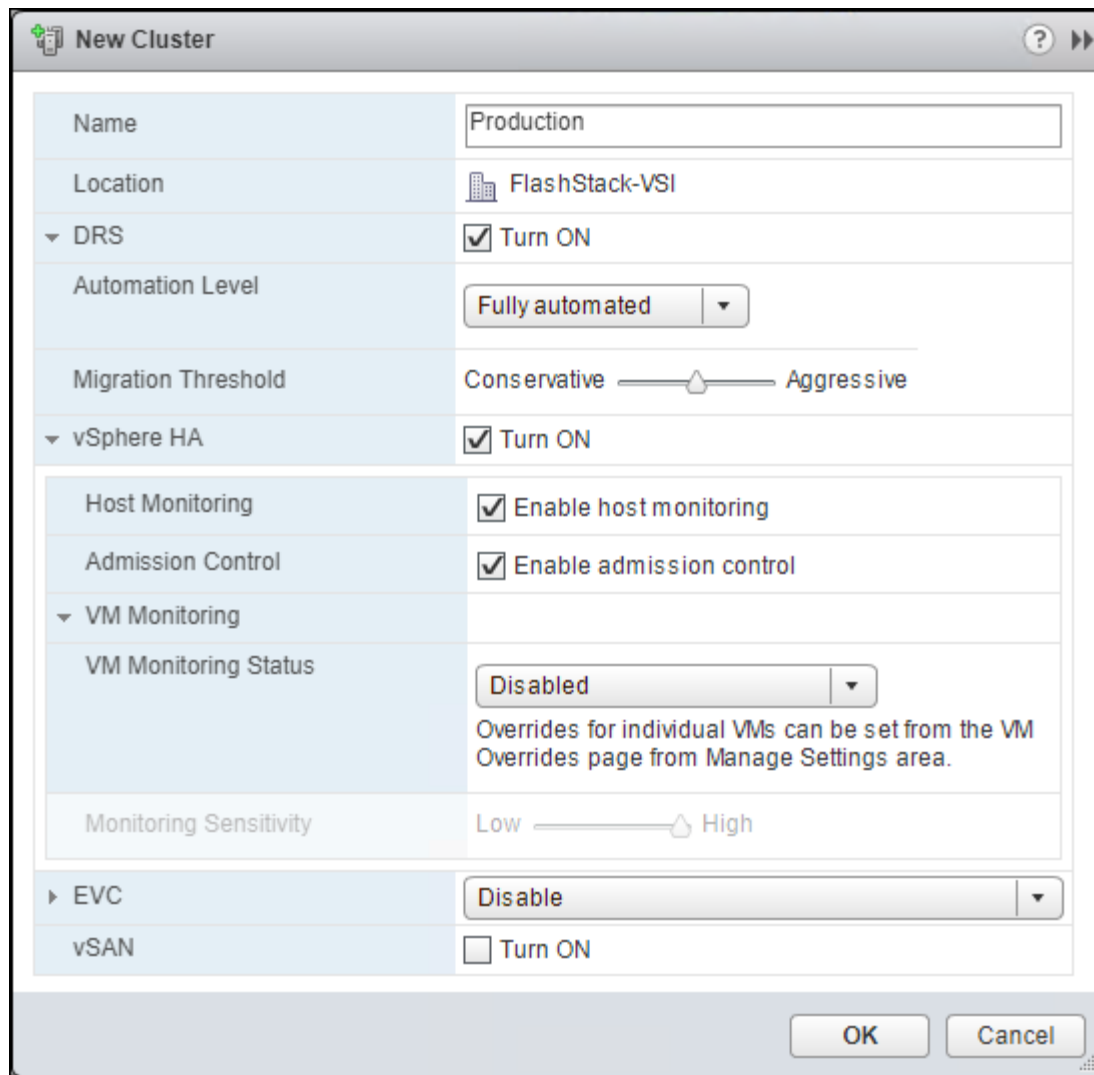 New Cluster
?
Name Production
Location FlashStack-VSI
DRS Turn ON
Automation Level Fully automated
Migration Threshold Conservative Aggressive
vSphere HA Turn ON
Host Monitoring Enable host monitoring
Admission Control Enable admission control
VM Monitoring
VM Monitoring Status Disabled
Overrides for individual VMs can be set from the VM
Overrides page from Manage Settings area.
Monitoring Sensitivity Low High
EVC Disable
vSAN Turn ON
OK Cancel